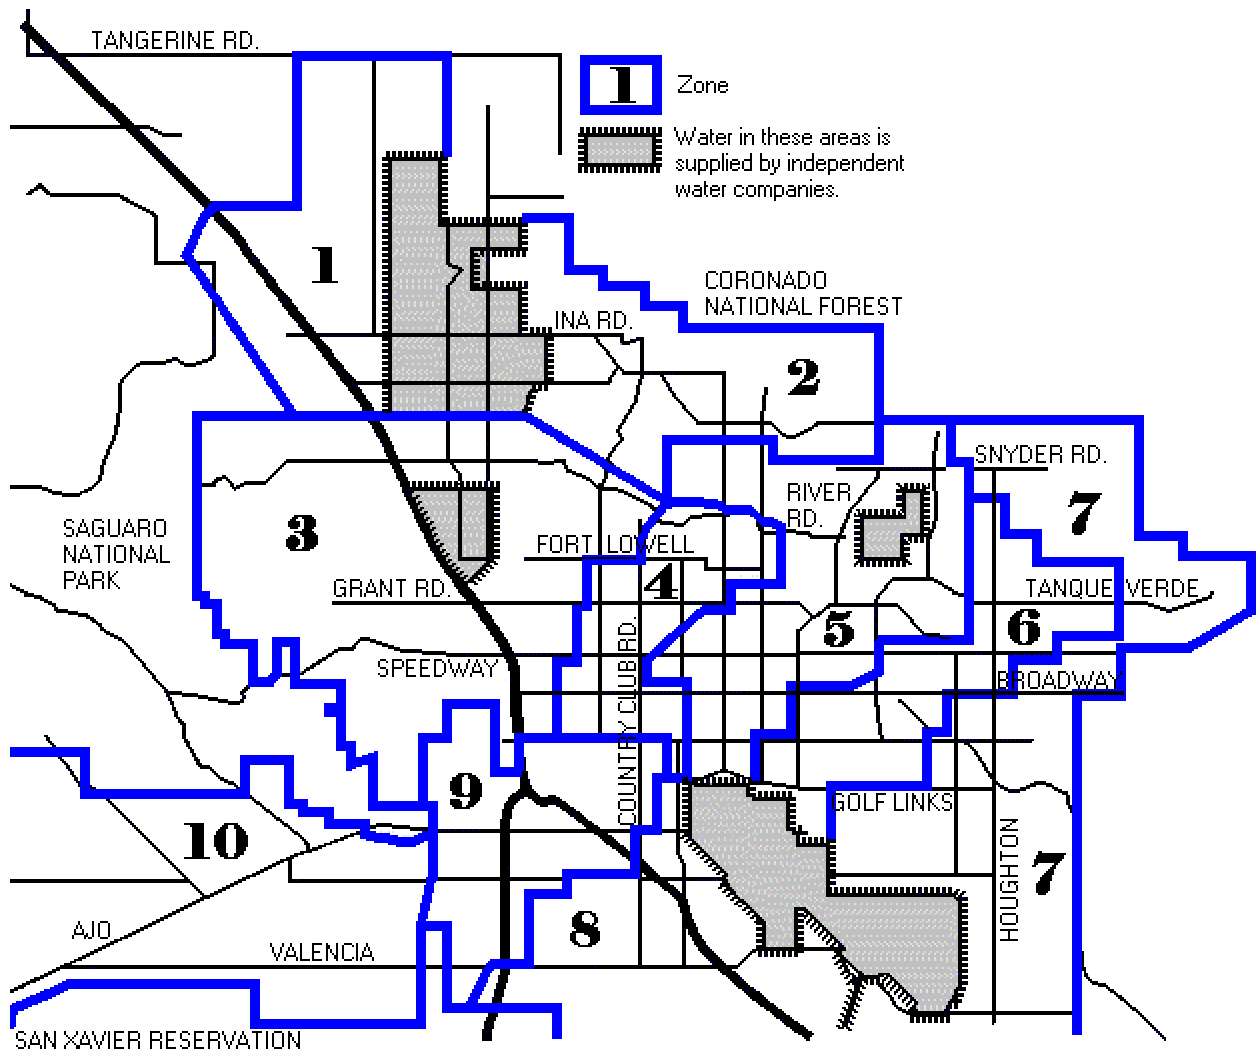 TANGERINE RD.
1
Zone
Water in these areas is
supplied by independent
water companies.
1
CORONADO
NATIONAL FOREST
INA RD.
2
SNYDER RD.
RIVER
RD.
7
SAGUARO
NATIONAL
PARK
3
FORT LOWELL
4
GRANT RD.
TANQUE VERDE
5
6
SPEEDWAY
COUNTRY CLUB RD.
BROADWAY
9
GOLF LINKS
10
HOUGHTON
7
AJO
8
VALENCIA
SAN XAVIER RESERVATION